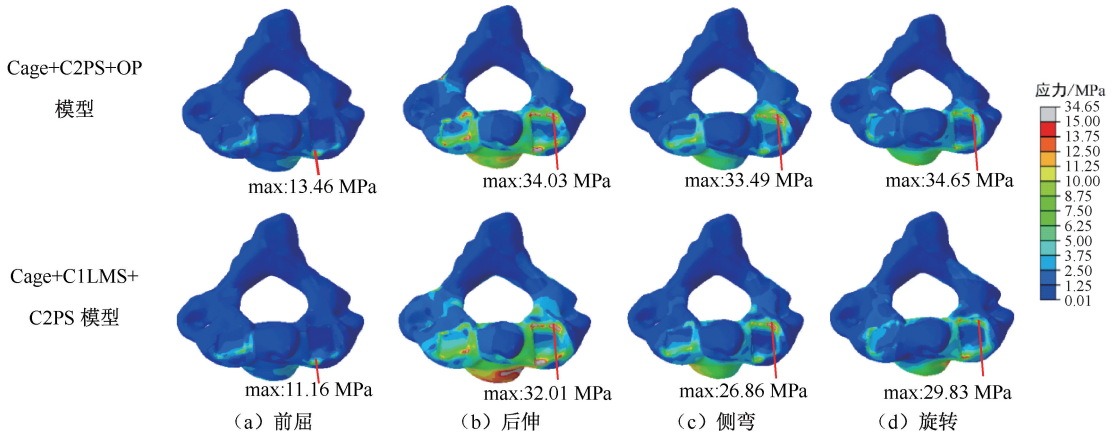 Cage+C2PS+OP
模型
max:13.46 MPa
max:34.03 MPa
max:33.49 MPa
max:34.65 MPa
应力/MPa
34.65
15.00
13.75
12.50
11.25
10.00
8.75
7.50
6.25
5.00
3.75
2.50
1.25
0.01
Cage+C1LMS+
C2PS 模型
max:11.16 MPa
max:32.01 MPa
max:26.86 MPa
max:29.83 MPa
（a）前屈
（b）后伸
（c）侧弯
（d）旋转